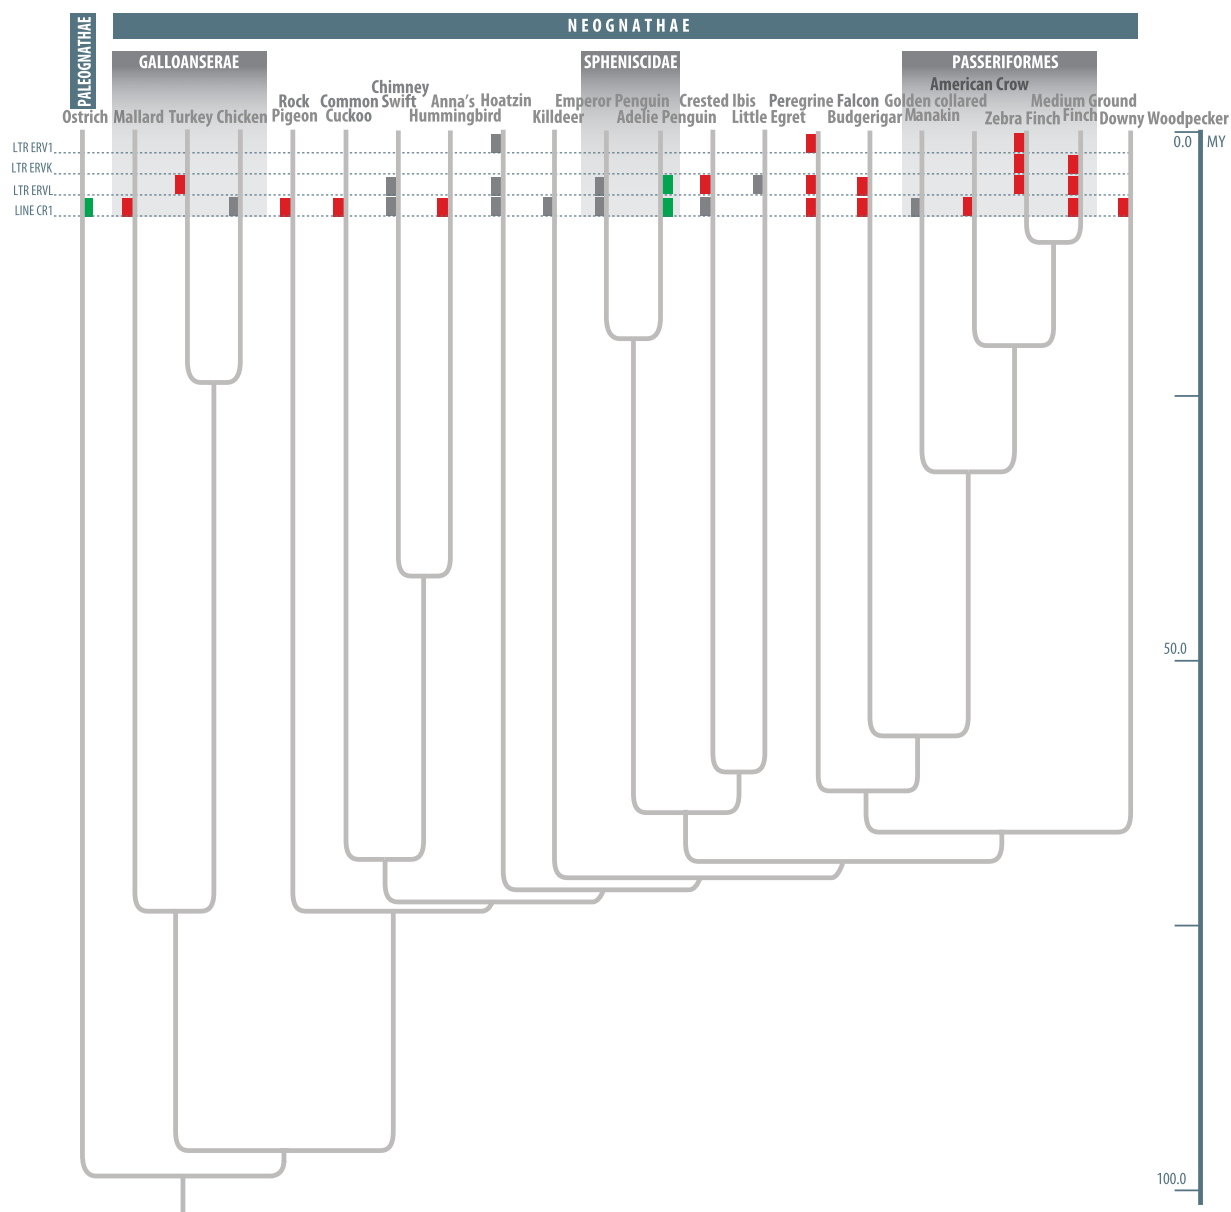 PALEOGNATHAE
NEOGNATHAE
GALLOANSERAE
SPHENISCIDAE
PASSERIFORMES
Ostrich
Mallard
Turkey
Chicken
Rock
Pigeon
Common
Cuckoo
Chimney
Swift
Anna's
Hummingbird
Hoatzin
Killdeer
Emperor Penguin
Adelie Penguin
Crested Ibis
Little Egret
Peregrine Falcon
Budgerigar
Golden collared
Manakin
American Crow
Zebra Finch
Medium Ground
Finch
Downy Woodpecker
LTR ERV1
LTR ERVK
LTR ERVL
LINE CR1
0.0 MY
50.0
100.0